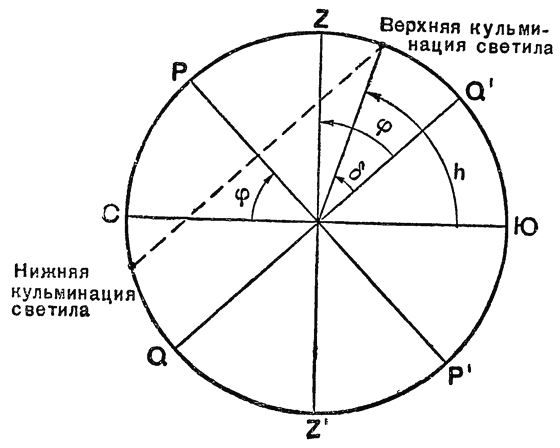 Верхняя кульми-
нация светила
Z
P
Q'
φ
h
δ
φ
С
Ю
Нижняя
кульминация
светила
Q
P'
Z'